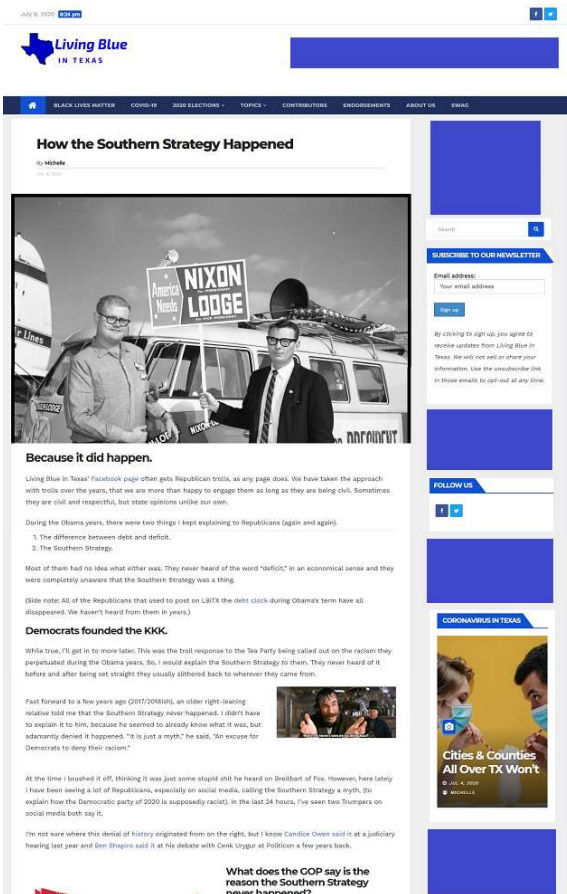 July 9, 2020 9:24 pm
Living Blue
IN TEXAS
BLACK LIVES MATTER COVID-19 2020 ELECTIONS TOPICS CONTRIBUTORS ENDORSEMENTS ABOUT US SWAG
How the Southern Strategy Happened
By Michelle
JUL 8, 2020
America
Needs
NIXON
for PRESIDENT
LODGE
for VICE PRESIDENT
r Lines
NIXON-LODGE
PRESIDENT
Because it did happen.
Living Blue in Texas' Facebook page often gets Republican trolls, as any page does. We have taken the approach
with trolls over the years, that we are more than happy to engage them as long as they are being civil. Sometimes
they are civil and respectful, but state opinions unlike our own.
During the Obama years, there were two things I kept explaining to Republicans (again and again).
1. The difference between debt and deficit.
2. The Southern Strategy.
Most of them had no idea what either was. They never heard of the word "deficit," in an economical sense and they
were completely unaware that the Southern Strategy was a thing.
(Side note: All of the Republicans that used to post on LBiTX the debt clock during Obama's term have all
disappeared. We haven't heard from them in years.)
Democrats founded the KKK.
While true, I'll get in to more later. This was the troll response to the Tea Party being called out on the racism they
perpetuated during the Obama years. So, I would explain the Southern Strategy to them. They never heard of it
before and after being set straight they usually slithered back to wherever they came from.
Fast forward to a few years ago (2017/2018ish), an older right-leaning
relative told me that the Southern Strategy never happened. I didn't have
to explain it to him, because he seemed to already know what it was, but
adamantly denied it happened. "It is just a myth," he said, "An excuse for
Democrats to deny their racism."
At the time I brushed it off, thinking it was just some stupid shit he heard on Breitbart of Fox. However, here lately
I have been seeing a lot of Republicans, especially on social media, calling the Southern Strategy a myth, (to
explain how the Democratic party of 2020 is supposedly racist). In the last 24 hours, I've seen two Trumpers on
social media both say it.
I'm not sure where this denial of history originated from on the right, but I know Candice Owen said it at a judiciary
hearing last year and Ben Shapiro said it at his debate with Cenk Urygur at Politicon a few years back.
What does the GOP say is the
reason the Southern Strategy
never happened?
Search
SUBSCRIBE TO OUR NEWSLETTER
Email address:
Your email address
Sign up
By clicking to sign up, you agree to
receive updates from Living Blue in
Texas. We will not sell or share your
information. Use the unsubscribe link
in those emails to opt-out at any time.
FOLLOW US
CORONAVIRUS IN TEXAS
Cities & Counties
All Over TX Won't
JUL 4, 2020
MICHELLE